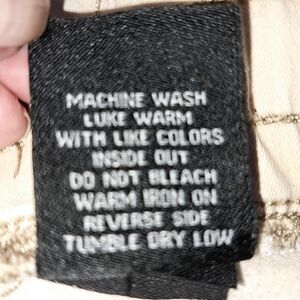 MACHINE WASH
LUKE WARM
WITH LIKE COLORS
INSIDE OUT
DO NOT BLEACH
WARM IRON ON
REVERSE SIDE
TUMBLE DRY LOW